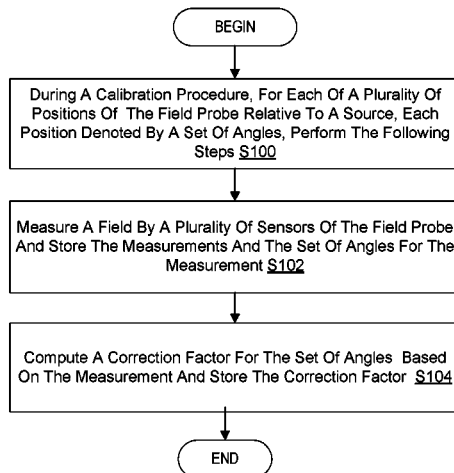 BEGIN
During A Calibration Procedure, For Each Of A Plurality Of
Positions Of The Field Probe Relative To A Source, Each
Position Denoted By A Set Of Angles, Perform The Following
Steps S100
Measure A Field By A Plurality Of Sensors Of The Field Probe
And Store The Measurements And The Set Of Angles For The
Measurement S102
Compute A Correction Factor For The Set Of Angles Based
On The Measurement And Store The Correction Factor S104
END